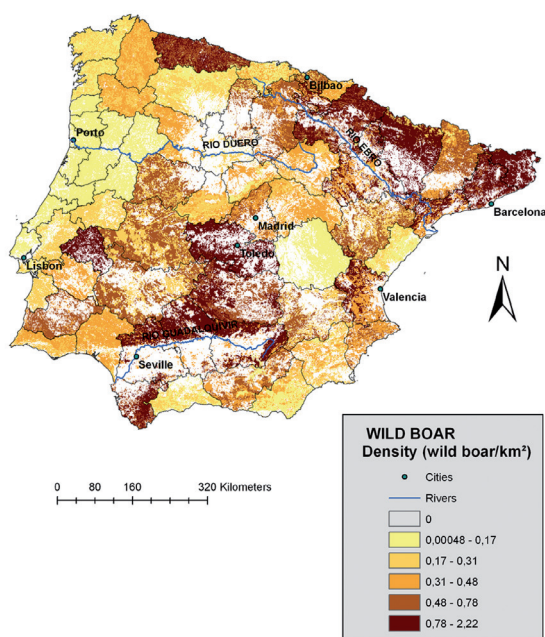 Bilbao
Porto
RIO DUERO
RIO EBRO
Barcelona
Madrid
Toledo
Lisbon
N
Valencia
RIO GUADALQUIVIR
Seville
WILD BOAR
Density (wild boar/km²)
Cities
Rivers
0
0,00048 - 0,17
0,17 - 0,31
0,31 - 0,48
0,48 - 0,78
0,78 - 2,22
0 80 160 320 Kilometers